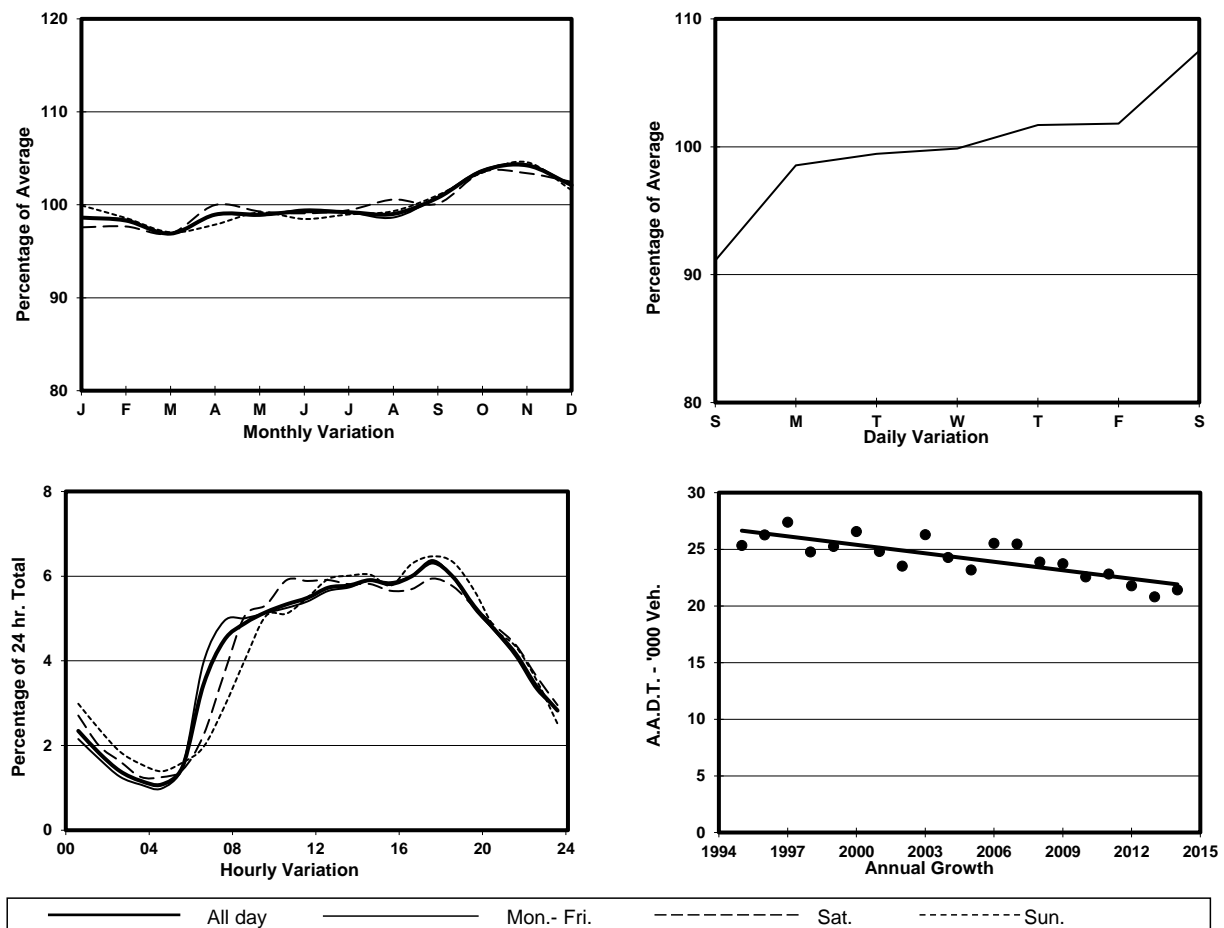 120
110
100
90
80
Percentage of Average
J F M A M J J A S O N D
Monthly Variation
110
100
90
80
Percentage of Average
S M T W T F S
Daily Variation
8
6
4
2
0
Percentage of 24 hr. Total
00 04 08 12 16 20 24
Hourly Variation
30
25
20
15
10
5
0
A.A.D.T. - '000 Veh.
1994 1997 2000 2003 2006 2009 2012 2015
Annual Growth
All day Mon.- Fri. Sat. Sun.